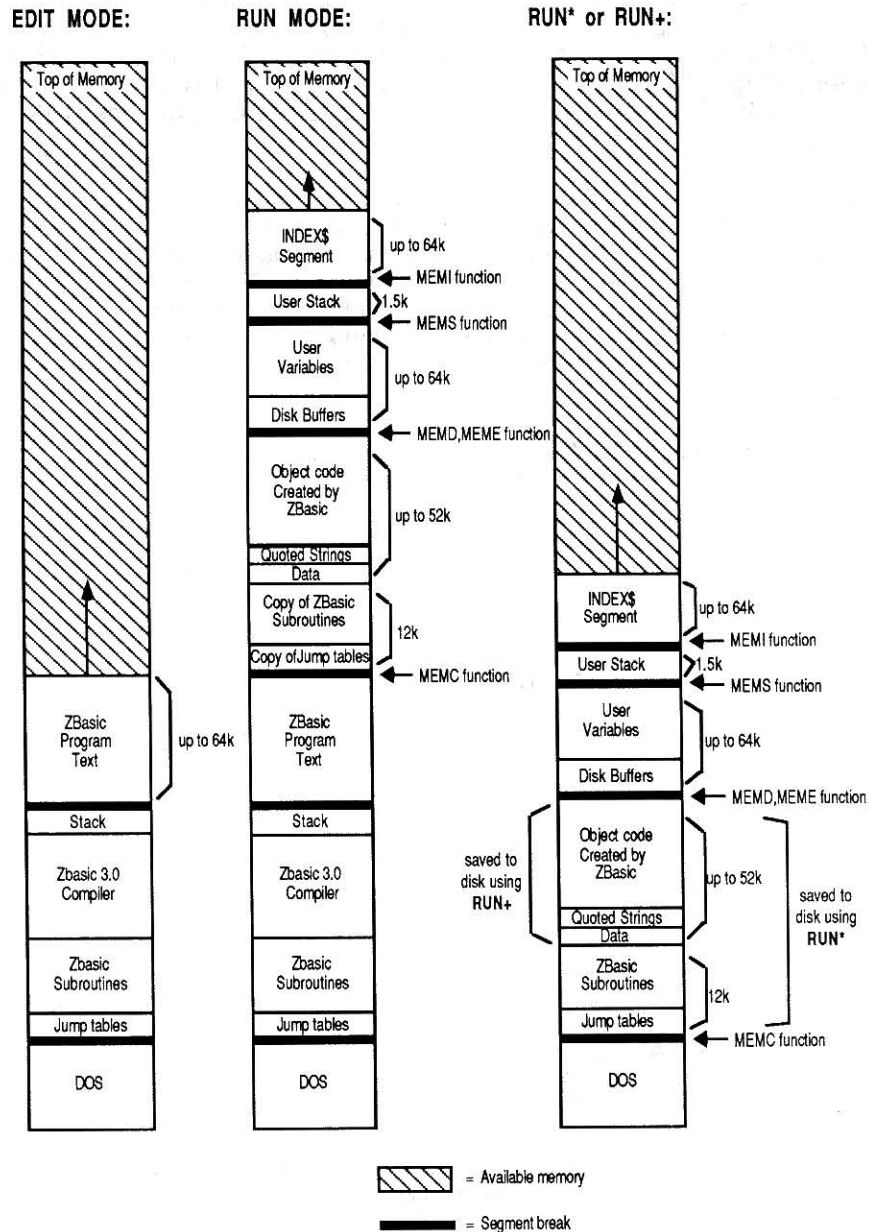 EDIT MODE:
Top of Memory
ZBasic
Program
Text
up to 64k
Stack
Zbasic 3.0
Compiler
Zbasic
Subroutines
Jump tables
DOS
RUN MODE:
Top of Memory
INDEX$
Segment
up to 64k
MEMI function
User Stack
1.5k
MEMS function
User
Variables
up to 64k
Disk Buffers
MEMD,MEME function
Object code
Created by
ZBasic
up to 52k
Quoted Strings
Data
Copy of ZBasic
Subroutines
12k
Copy of Jump tables
MEMC function
ZBasic
Program
Text
Stack
Zbasic 3.0
Compiler
Zbasic
Subroutines
Jump tables
DOS
RUN* or RUN+:
Top of Memory
INDEX$
Segment
up to 64k
MEMI function
User Stack
1.5k
MEMS function
User
Variables
up to 64k
Disk Buffers
MEMD,MEME function
saved to
disk using
RUN+
Object code
Created by
ZBasic
up to 52k
Quoted Strings
Data
saved to
disk using
RUN*
ZBasic
Subroutines
12k
Jump tables
MEMC function
DOS
= Available memory
= Segment break